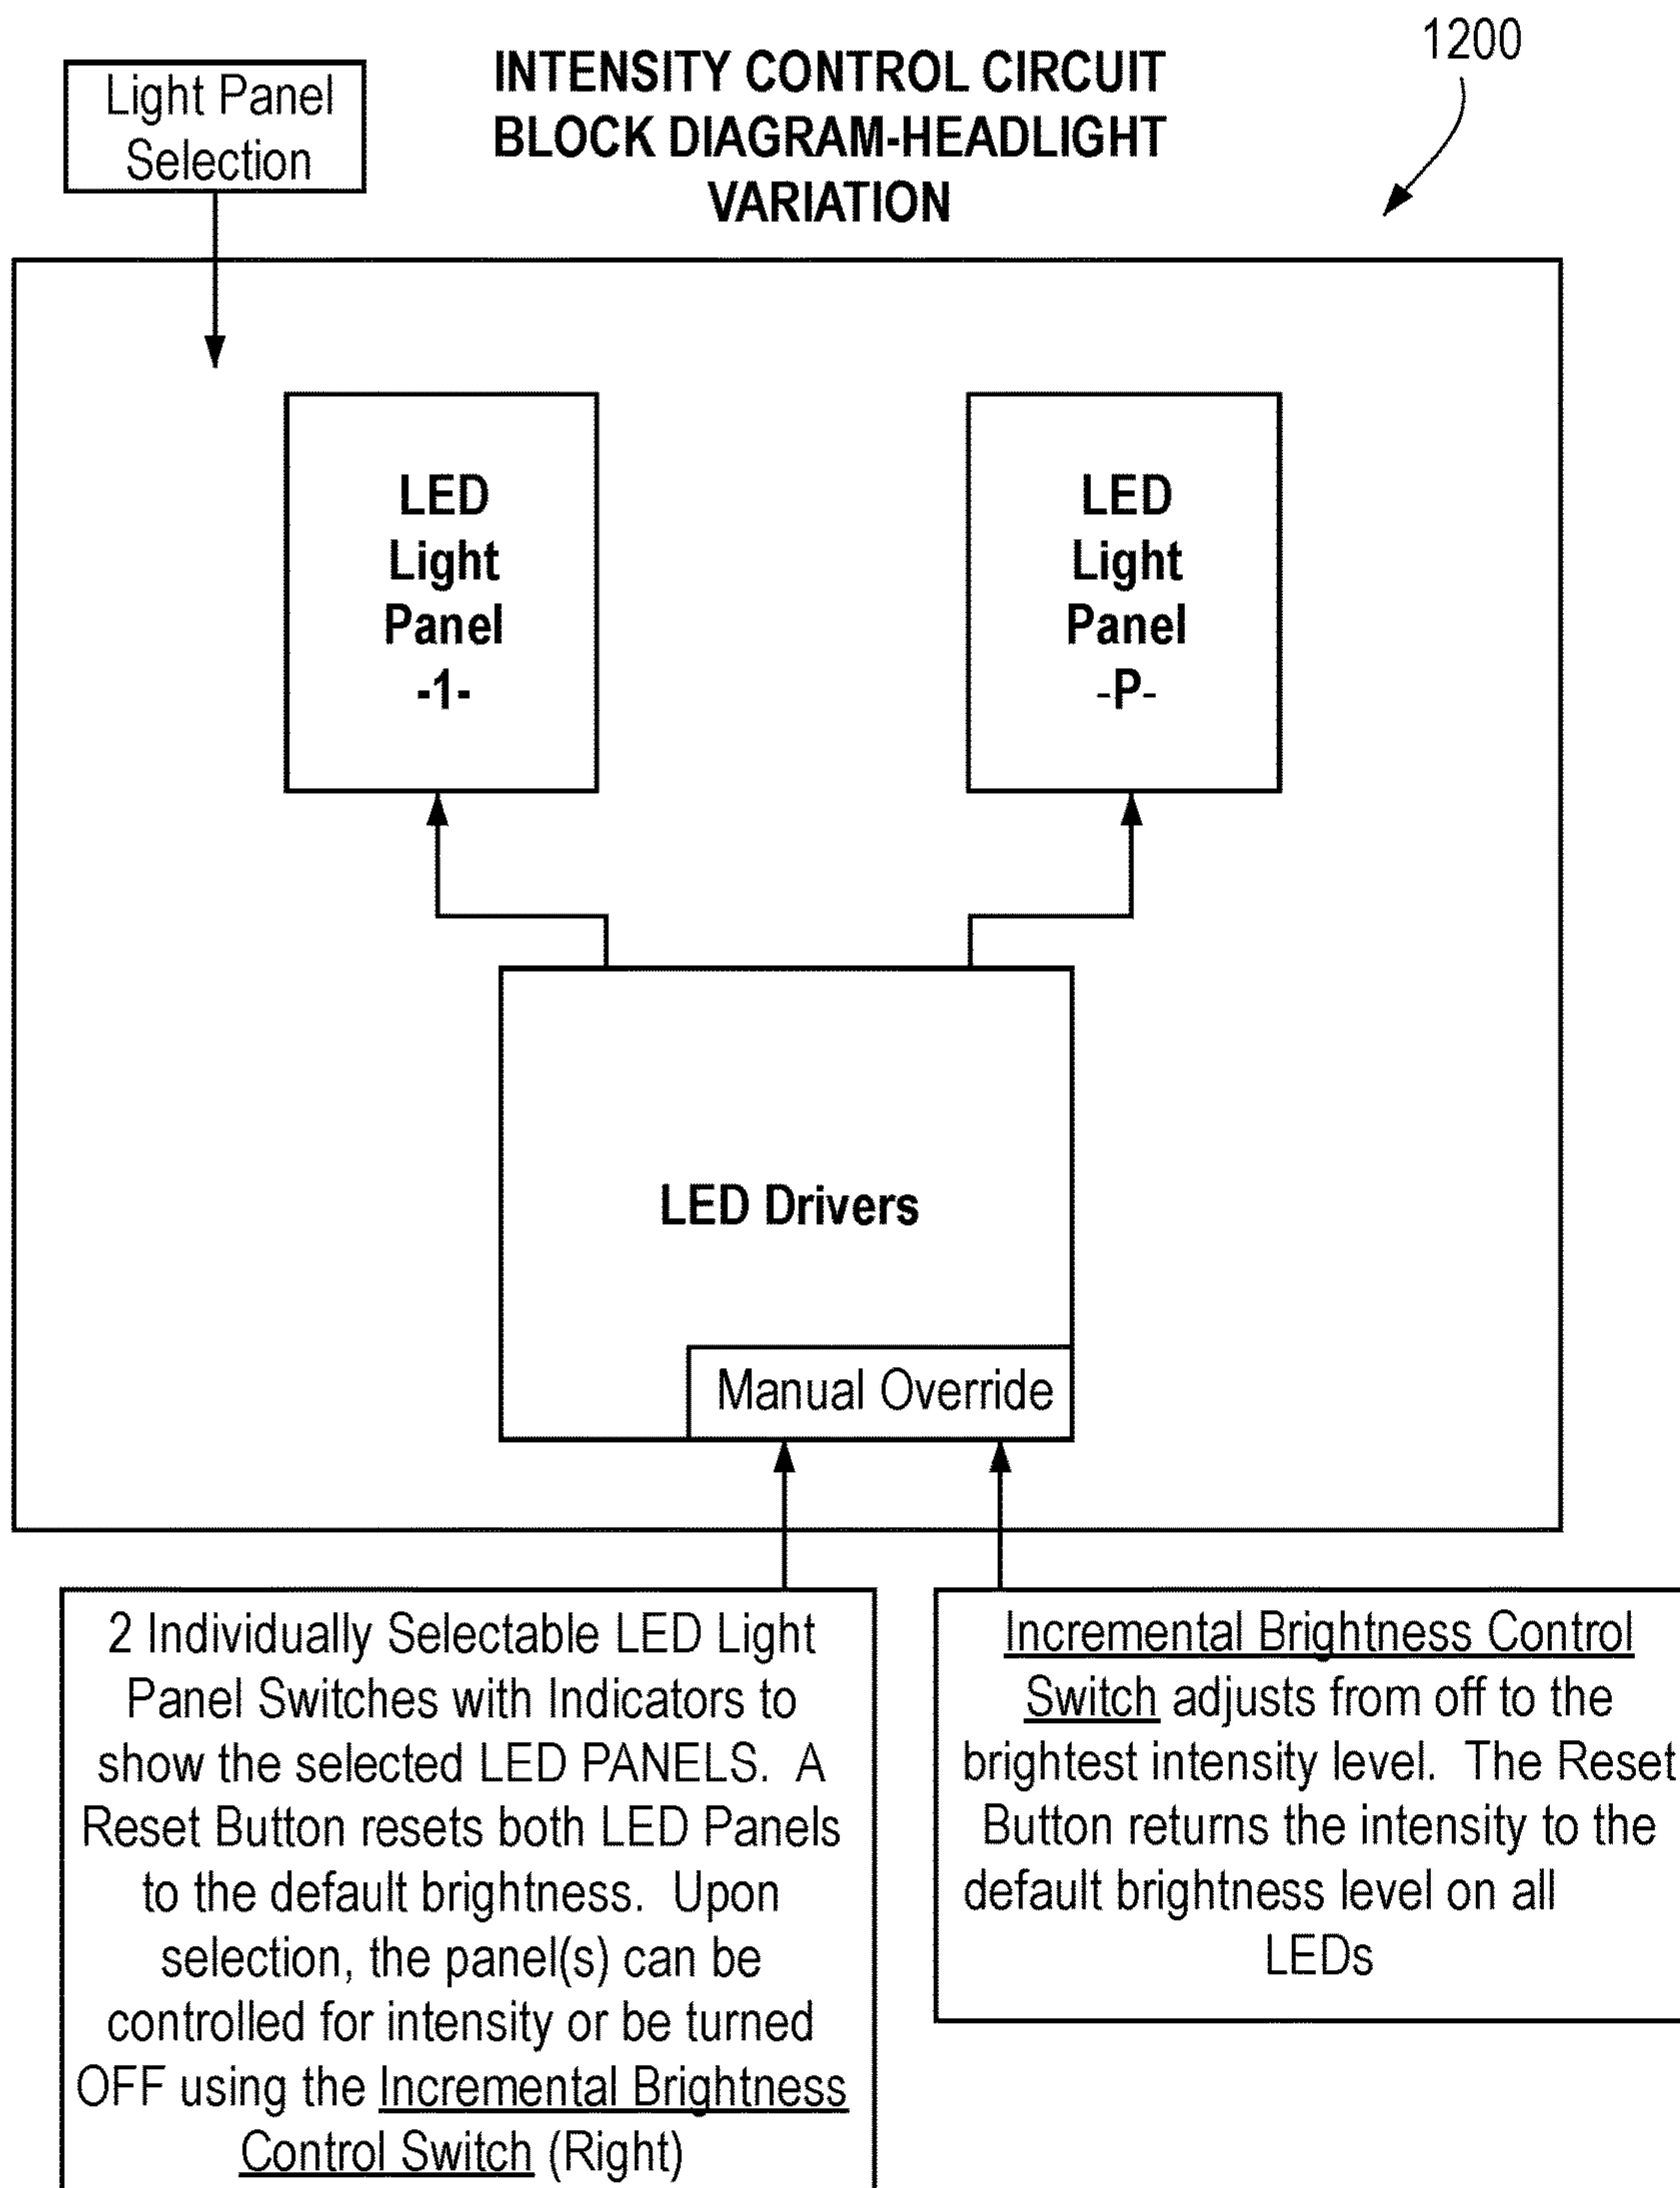 1200
Light Panel
Selection
INTENSITY CONTROL CIRCUIT
BLOCK DIAGRAM-HEADLIGHT
VARIATION
LED
Light
Panel
-1-
LED
Light
Panel
-P-
LED Drivers
Manual Override
2 Individually Selectable LED Light
Panel Switches with Indicators to
show the selected LED PANELS. A
Reset Button resets both LED Panels
to the default brightness. Upon
selection, the panel(s) can be
controlled for intensity or be turned
OFF using the Incremental Brightness
Control Switch (Right)
Incremental Brightness Control
Switch adjusts from off to the
brightest intensity level. The Reset
Button returns the intensity to the
default brightness level on all
LEDs